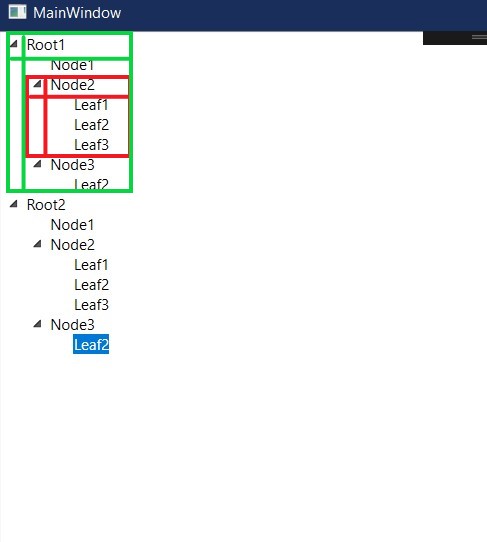 MainWindow
Root1
Node1
Node2
Leaf1
Leaf2
Leaf3
Node3
Leaf2
Root2
Node1
Node2
Leaf1
Leaf2
Leaf3
Node3
Leaf2